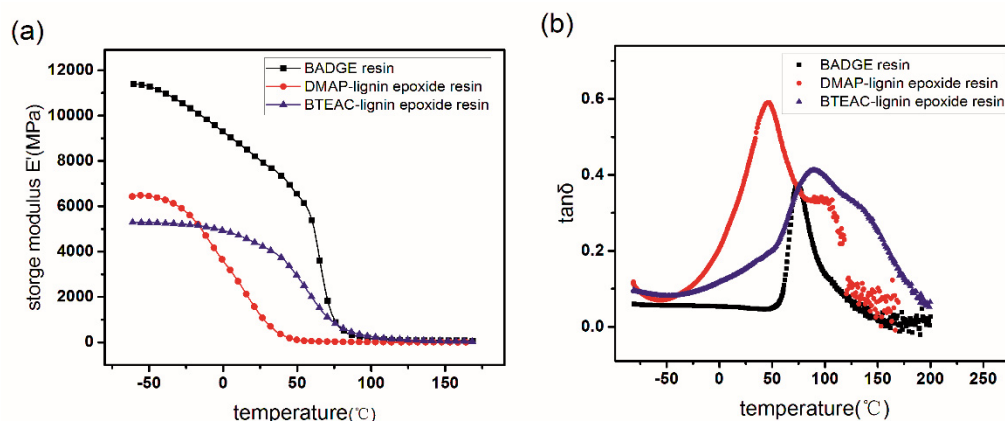 (a)
12000
10000
8000
6000
4000
2000
0
storge modulus E'(MPa)
BADGE resin
DMAP-lignin epoxide resin
BTEAC-lignin epoxide resin
-50 0 50 100 150
temperature(℃)
(b)
0.6
0.4
0.2
0.0
tanδ
BADGE resin
DMAP-lignin epoxide resin
BTEAC-lignin epoxide resin
-50 0 50 100 150 200 250
temperature(℃)